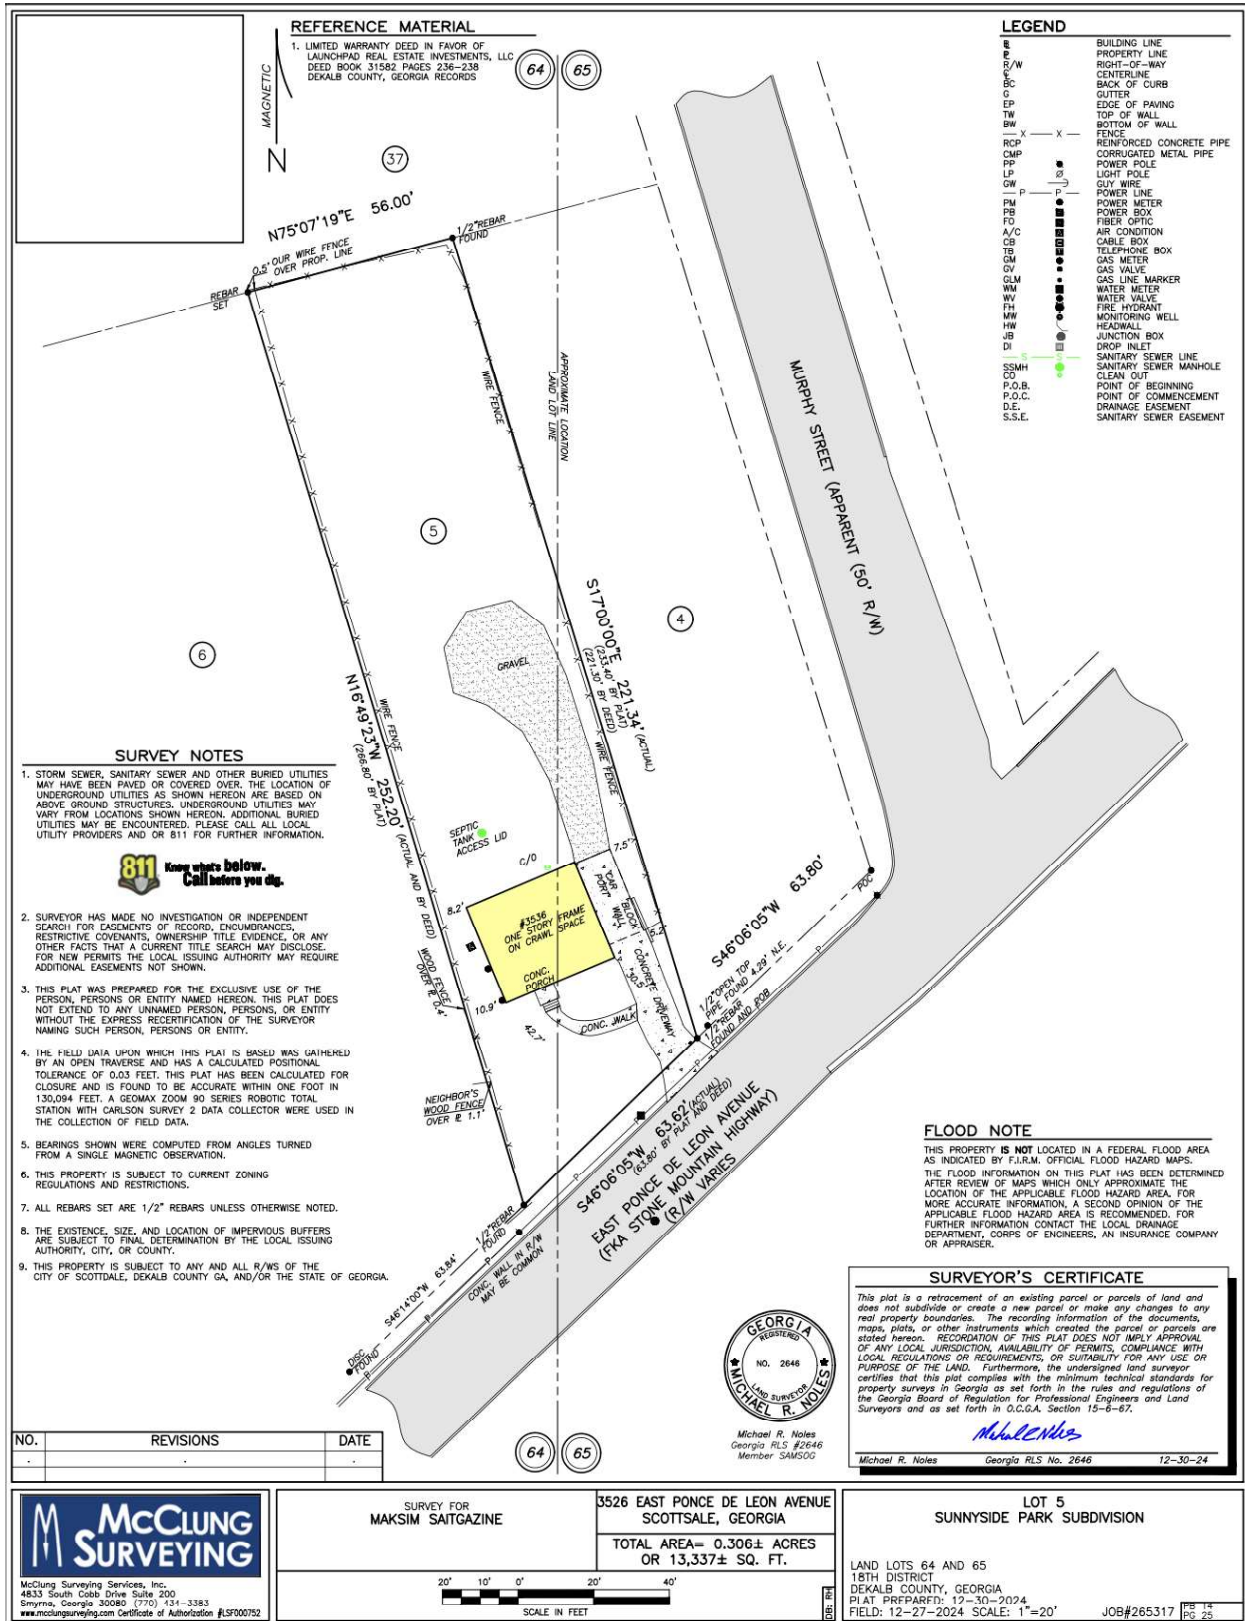 REFERENCE MATERIAL
1. LIMITED WARRANTY DEED IN FAVOR OF
LAUNCHPAD REAL ESTATE INVESTMENTS, LLC
DEED BOOK 31582 PAGES 236-238
DEKALB COUNTY, GEORGIA RECORDS
MAGNETIC
N
64
65
37
LEGEND
BUILDING LINE
PROPERTY LINE
R/W RIGHT-OF-WAY
CENTERLINE
BC BACK OF CURB
G GUTTER
EP EDGE OF PAVING
TW TOP OF WALL
BW BOTTOM OF WALL
X X FENCE
RCP REINFORCED CONCRETE PIPE
CMP CORRUGATED METAL PIPE
PP POWER POLE
LP LIGHT POLE
GW GUY WIRE
P P POWER LINE
PM POWER METER
PB POWER BOX
FO FIBER OPTIC
A/C AIR CONDITION
CB CABLE BOX
TB TELEPHONE BOX
GM GAS METER
GV GAS VALVE
GLM GAS LINE MARKER
WM WATER METER
WV WATER VALVE
FH FIRE HYDRANT
MW MONITORING WELL
HW HEADWALL
JB JUNCTION BOX
DI DROP INLET
S S SANITARY SEWER LINE
SSMH SANITARY SEWER MANHOLE
CO CLEAN OUT
P.O.B. POINT OF BEGINNING
P.O.C. POINT OF COMMENCEMENT
D.E. DRAINAGE EASEMENT
S.S.E. SANITARY SEWER EASEMENT
N75°07'19"E 56.00'
0.5' OUR WIRE FENCE
OVER PROP. LINE
1/2"REBAR
FOUND
REBAR
SET
WIRE FENCE
APPROXIMATE LOCATION
LAND LOT LINE
MURPHY STREET (APPARENT (50' R/W)
5
4
6
S17°00'00"E 221.34' (ACTUAL)
(233.40' BY PLAT)
(221.30' BY DEED)
WIRE FENCE
GRAVEL
N16°49'23"W 252.20' (ACTUAL AND BY DEED)
(266.80' BY PLAT)
WIRE FENCE
SEPTIC
TANK
ACCESS LID
C/O
7.5'
8.2'
#3536
ONE STORY FRAME
ON CRAWL SPACE
CAR
PORT
BLOCK
WALL
5.2'
CONC.
PORCH
30.5'
10.9'
42.7'
CONC. WALK
CONCRETE DRIVEWAY
WOOD FENCE
OVER ℙ 0.4'
NEIGHBOR'S
WOOD FENCE
OVER ℙ 1.1'
S46°06'05"W 63.80'
POC
1/2"OPEN TOP
PIPE FOUND 4.29' N.E.
1/2"REBAR
FOUND AND POB
S46°06'05"W 63.62' (ACTUAL)
(63.80' BY PLAT AND DEED)
EAST PONCE DE LEON AVENUE
(FKA STONE MOUNTAIN HIGHWAY)
(R/W VARIES
1/2"REBAR
FOUND
CONC. WALL IN R/W
MAY BE COMMON
S46°14'00"W 63.84'
DISC
FOUND
SURVEY NOTES
1. STORM SEWER, SANITARY SEWER AND OTHER BURIED UTILITIES
MAY HAVE BEEN PAVED OR COVERED OVER. THE LOCATION OF
UNDERGROUND UTILITIES AS SHOWN HEREON ARE BASED ON
ABOVE GROUND STRUCTURES. UNDERGROUND UTILITIES MAY
VARY FROM LOCATIONS SHOWN HEREON. ADDITIONAL BURIED
UTILITIES MAY BE ENCOUNTERED. PLEASE CALL ALL LOCAL
UTILITY PROVIDERS AND OR 811 FOR FURTHER INFORMATION.
811 Know what's below.
Call before you dig.
2. SURVEYOR HAS MADE NO INVESTIGATION OR INDEPENDENT
SEARCH FOR EASEMENTS OF RECORD, ENCUMBRANCES,
RESTRICTIVE COVENANTS, OWNERSHIP TITLE EVIDENCE, OR ANY
OTHER FACTS THAT A CURRENT TITLE SEARCH MAY DISCLOSE.
FOR NEW PERMITS THE LOCAL ISSUING AUTHORITY MAY REQUIRE
ADDITIONAL EASEMENTS NOT SHOWN.
3. THIS PLAT WAS PREPARED FOR THE EXCLUSIVE USE OF THE
PERSON, PERSONS OR ENTITY NAMED HEREON. THIS PLAT DOES
NOT EXTEND TO ANY UNNAMED PERSON, PERSONS, OR ENTITY
WITHOUT THE EXPRESS RECERTIFICATION OF THE SURVEYOR
NAMING SUCH PERSON, PERSONS OR ENTITY.
4. THE FIELD DATA UPON WHICH THIS PLAT IS BASED WAS GATHERED
BY AN OPEN TRAVERSE AND HAS A CALCULATED POSITIONAL
TOLERANCE OF 0.03 FEET. THIS PLAT HAS BEEN CALCULATED FOR
CLOSURE AND IS FOUND TO BE ACCURATE WITHIN ONE FOOT IN
130,094 FEET. A GEOMAX ZOOM 90 SERIES ROBOTIC TOTAL
STATION WITH CARLSON SURVEY 2 DATA COLLECTOR WERE USED IN
THE COLLECTION OF FIELD DATA.
5. BEARINGS SHOWN WERE COMPUTED FROM ANGLES TURNED
FROM A SINGLE MAGNETIC OBSERVATION.
6. THIS PROPERTY IS SUBJECT TO CURRENT ZONING
REGULATIONS AND RESTRICTIONS.
7. ALL REBARS SET ARE 1/2" REBARS UNLESS OTHERWISE NOTED.
8. THE EXISTENCE, SIZE, AND LOCATION OF IMPERVIOUS BUFFERS
ARE SUBJECT TO FINAL DETERMINATION BY THE LOCAL ISSUING
AUTHORITY, CITY, OR COUNTY.
9. THIS PROPERTY IS SUBJECT TO ANY AND ALL R/WS OF THE
CITY OF SCOTTDALE, DEKALB COUNTY GA, AND/OR THE STATE OF GEORGIA.
FLOOD NOTE
THIS PROPERTY IS NOT LOCATED IN A FEDERAL FLOOD AREA
AS INDICATED BY F.I.R.M. OFFICIAL FLOOD HAZARD MAPS.
THE FLOOD INFORMATION ON THIS PLAT HAS BEEN DETERMINED
AFTER REVIEW OF MAPS WHICH ONLY APPROXIMATE THE
LOCATION OF THE APPLICABLE FLOOD HAZARD AREA. FOR
MORE ACCURATE INFORMATION, A SECOND OPINION OF THE
APPLICABLE FLOOD HAZARD AREA IS RECOMMENDED. FOR
FURTHER INFORMATION CONTACT THE LOCAL DRAINAGE
DEPARTMENT, CORPS OF ENGINEERS, AN INSURANCE COMPANY
OR APPRAISER.
SURVEYOR'S CERTIFICATE
This plat is a retracement of an existing parcel or parcels of land and
does not subdivide or create a new parcel or make any changes to any
real property boundaries. The recording information of the documents,
maps, plats, or other instruments which created the parcel or parcels are
stated hereon. RECORDATION OF THIS PLAT DOES NOT IMPLY APPROVAL
OF ANY LOCAL JURISDICTION, AVAILABILITY OF PERMITS, COMPLIANCE WITH
LOCAL REGULATIONS OR REQUIREMENTS, OR SUITABILITY FOR ANY USE OR
PURPOSE OF THE LAND. Furthermore, the undersigned land surveyor
certifies that this plat complies with the minimum technical standards for
property surveys in Georgia as set forth in the rules and regulations of
the Georgia Board of Regulation for Professional Engineers and Land
Surveyors and as set forth in O.C.G.A. Section 15-6-67.
Michael R. Noles Georgia RLS No. 2646 12-30-24
GEORGIA
REGISTERED
NO. 2646
LAND SURVEYOR
MICHAEL R. NOLES
Michael R. Noles
Georgia RLS #2646
Member SAMSOG
64
65
NO. REVISIONS DATE
McCLUNG
SURVEYING
McClung Surveying Services, Inc.
4833 South Cobb Drive Suite 200
Smyrna, Georgia 30080 (770) 434-3383
www.mcclungsurveying.com Certificate of Authorization #LSF000752
SURVEY FOR
MAKSIM SAITGAZINE
3526 EAST PONCE DE LEON AVENUE
SCOTTSALE, GEORGIA
TOTAL AREA= 0.306± ACRES
OR 13,337± SQ. FT.
20' 10' 0' 20' 40'
SCALE IN FEET
DB: RH
LOT 5
SUNNYSIDE PARK SUBDIVISION
LAND LOTS 64 AND 65
18TH DISTRICT
DEKALB COUNTY, GEORGIA
PLAT PREPARED: 12-30-2024
FIELD: 12-27-2024 SCALE: 1"=20' JOB#265317
PB 14
PG 25